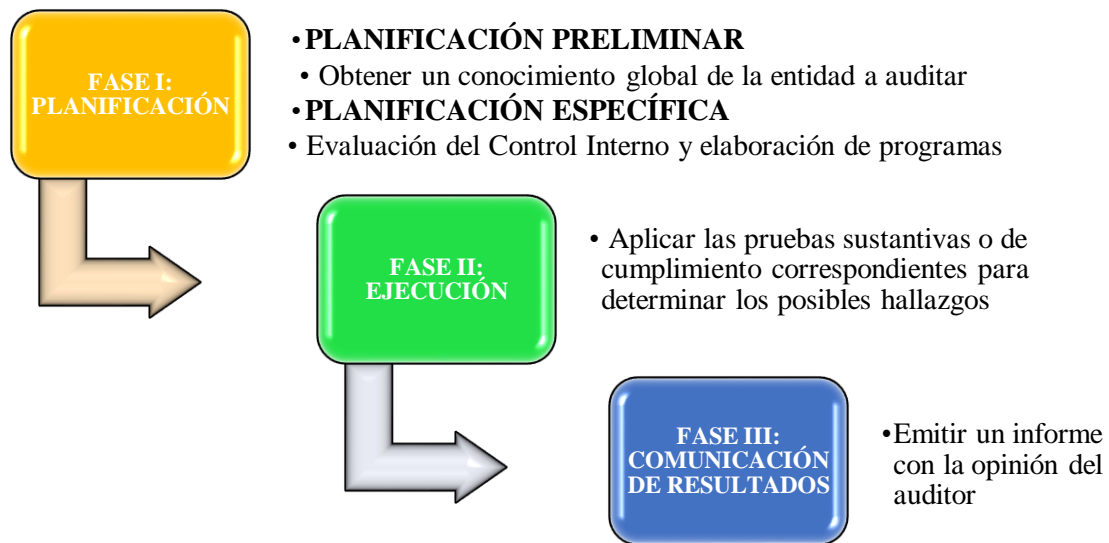 FASE I:
PLANIFICACIÓN
•PLANIFICACIÓN PRELIMINAR
• Obtener un conocimiento global de la entidad a auditar
•PLANIFICACIÓN ESPECÍFICA
• Evaluación del Control Interno y elaboración de programas
FASE II:
EJECUCIÓN
• Aplicar las pruebas sustantivas o de
cumplimiento correspondientes para
determinar los posibles hallazgos
FASE III:
COMUNICACIÓN
DE RESULTADOS
•Emitir un informe
con la opinión del
auditor